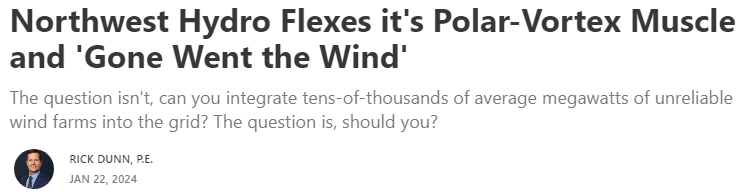 Northwest Hydro Flexes it's Polar-Vortex Muscle
and 'Gone Went the Wind'
The question isn't, can you integrate tens-of-thousands of average megawatts of unreliable
wind farms into the grid? The question is, should you?
RICK DUNN, P.E.
JAN 22, 2024